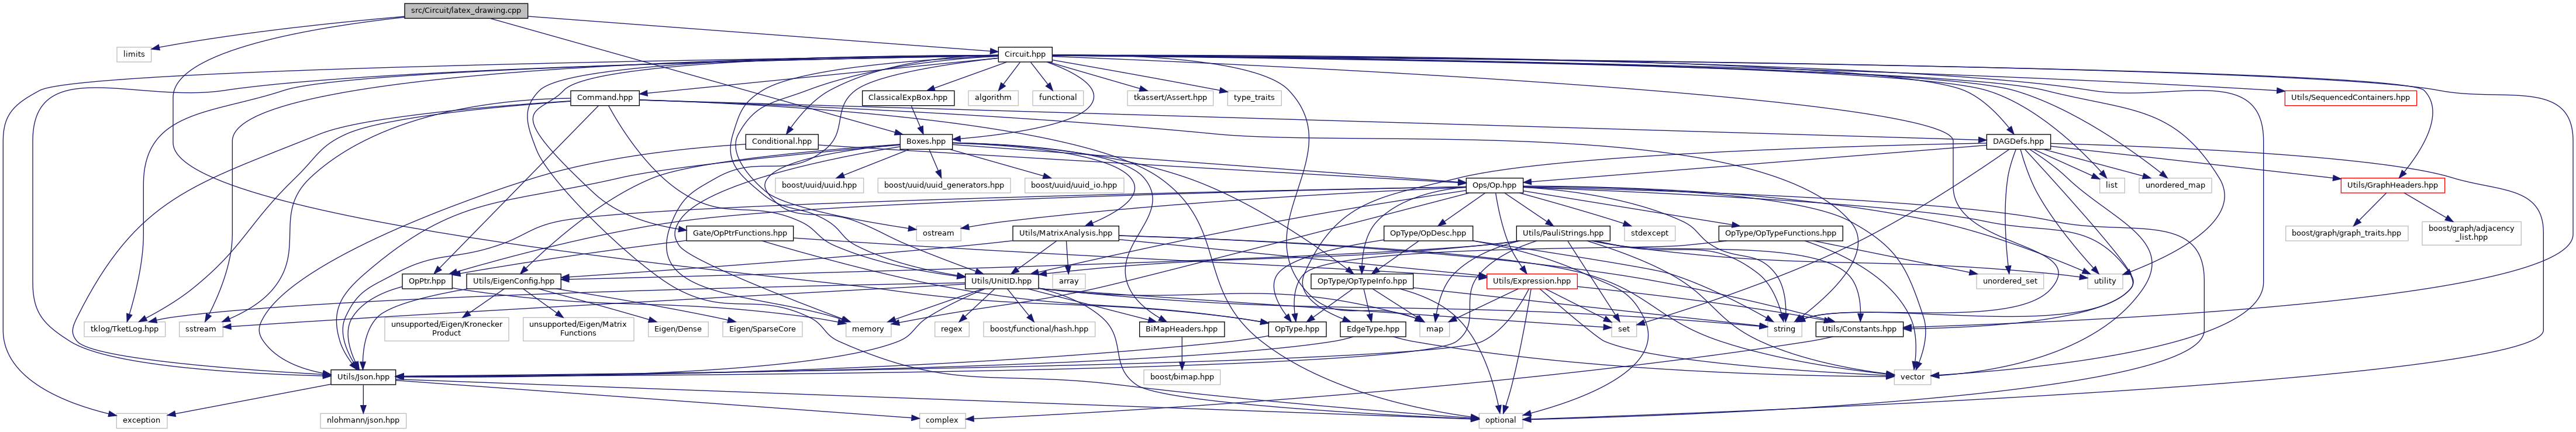 src/Circuit/latex_drawing.cpp
limits
Circuit.hpp
Command.hpp
ClassicalExpBox.hpp
algorithm
functional
tkassert/Assert.hpp
type_traits
Utils/SequencedContainers.hpp
Conditional.hpp
Boxes.hpp
DAGDefs.hpp
boost/uuid/uuid.hpp
boost/uuid/uuid_generators.hpp
boost/uuid/uuid_io.hpp
Ops/Op.hpp
list
unordered_map
Utils/GraphHeaders.hpp
Gate/OpPtrFunctions.hpp
ostream
Utils/MatrixAnalysis.hpp
OpType/OpDesc.hpp
Utils/PauliStrings.hpp
stdexcept
OpType/OpTypeFunctions.hpp
boost/graph/graph_traits.hpp
boost/graph/adjacency
_list.hpp
OpPtr.hpp
Utils/EigenConfig.hpp
Utils/UnitID.hpp
array
OpType/OpTypeInfo.hpp
Utils/Expression.hpp
unordered_set
utility
tklog/TketLog.hpp
sstream
unsupported/Eigen/Kronecker
Product
unsupported/Eigen/Matrix
Functions
Eigen/Dense
Eigen/SparseCore
memory
regex
boost/functional/hash.hpp
BiMapHeaders.hpp
OpType.hpp
EdgeType.hpp
map
set
string
Utils/Constants.hpp
Utils/Json.hpp
boost/bimap.hpp
vector
exception
nlohmann/json.hpp
complex
optional